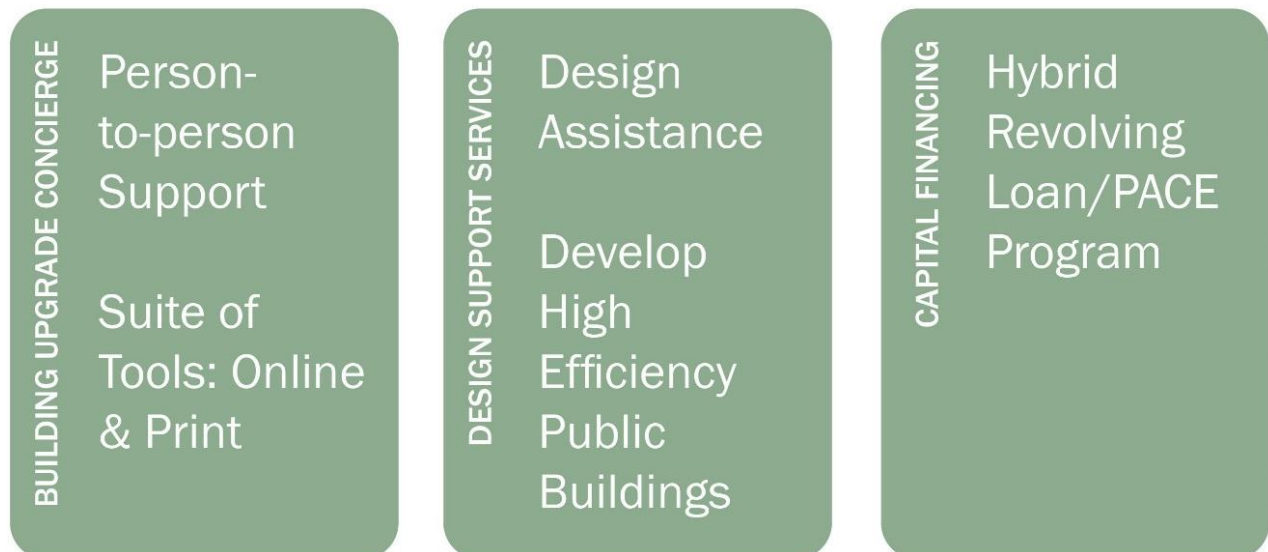 BUILDING UPGRADE CONCIERGE
Person-
to-person
Support
Suite of
Tools: Online
& Print
DESIGN SUPPORT SERVICES
Design
Assistance
Develop
High
Efficiency
Public
Buildings
CAPITAL FINANCING
Hybrid
Revolving
Loan/PACE
Program